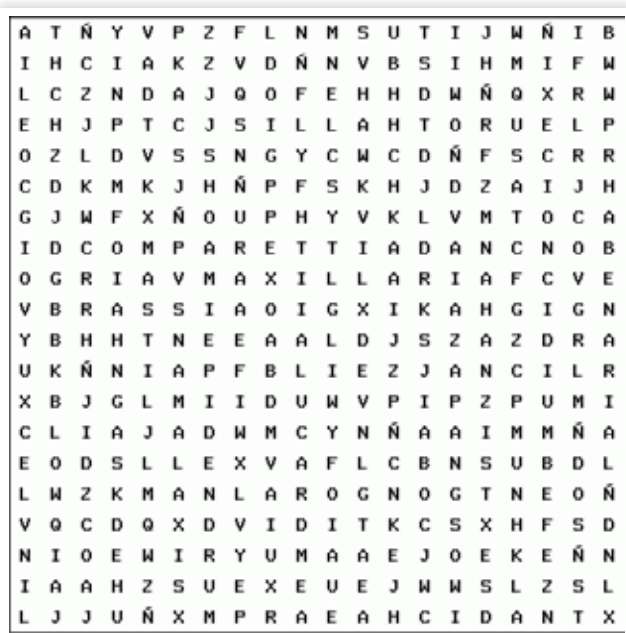 A T Ñ Y V P Z F L N M S U T I J W Ñ I B
I H C I A K Z V D Ñ N V B S I H M I F W
L C Z N D A J Q O F E H H D W Ñ Q X R W
E H J P T C J S I L L A H T O R U E L P
O Z L D V S S N G Y C W C D Ñ F S C R R
C D K M K J H Ñ P F S K H J D Z A I J H
G J W F X Ñ O U P H Y V K L V M T O C A
I D C O M P A R E T T I A D A N C N O B
O G R I A V M A X I L L A R I A F C V E
V B R A S S I A O I G X I K A H G I G N
Y B H H T N E E A A L D J S Z A Z D R A
U K Ñ N I A P F B L I E Z J A N C I L R
X B J G L M I I D U W V P I P Z P U M I
C L I A J A D W M C Y N Ñ A A I M M Ñ A
E O D S L L E X V A F L C B N S U B D L
L W Z K M A N L A R O G N O G T N E O Ñ
V Q C D Q X D V I D I T K C S X H F S D
N I O E W I R Y U M A A E J O E K E Ñ N
I A A H Z S U E X E U E J W W S L Z S L
L J J U Ñ X M P R A E A H C I D A N T X